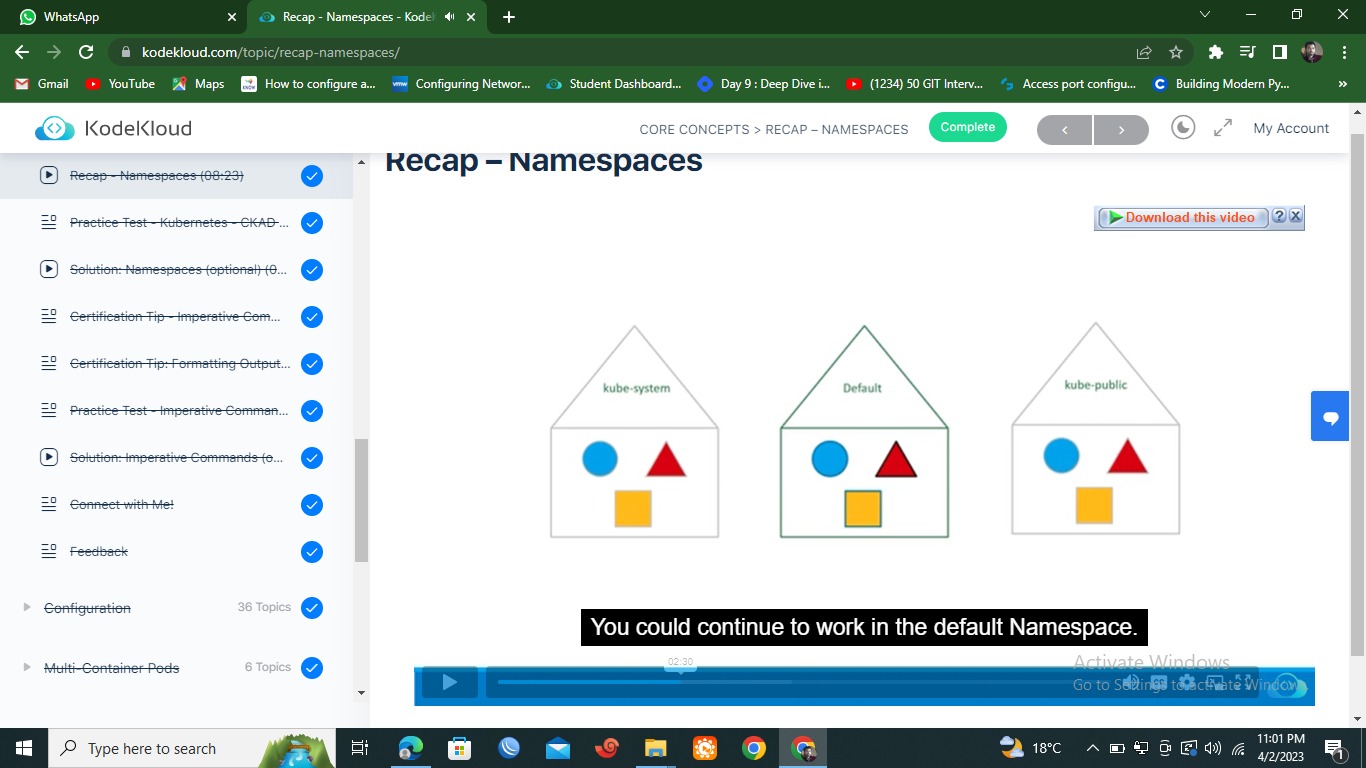 WhatsApp
Recap - Namespaces - Kodek
kodekloud.com/topic/recap-namespaces/
Gmail
YouTube
Maps
How to configure a...
Configuring Networ...
Student Dashboard...
Day 9 : Deep Dive i...
(1234) 50 GIT Interv...
Access port configu...
Building Modern Py...
»
KodeKloud
CORE CONCEPTS > RECAP – NAMESPACES
Complete
My Account
Recap - Namespaces (08:23)
Practice Test - Kubernetes - CKAD ...
Solution: Namespaces (optional) (0...
Certification Tip - Imperative Com...
Certification Tip: Formatting Output...
Practice Test - Imperative Comman...
Solution: Imperative Commands (o...
Connect with Me!
Feedback
Configuration 36 Topics
Multi-Container Pods 6 Topics
Recap – Namespaces
Download this video ? X
kube-system
Default
kube-public
You could continue to work in the default Namespace.
02:30
Activate Windows
Go to Settings to activate Windows.
Type here to search
18°C
11:01 PM
4/2/2023
1